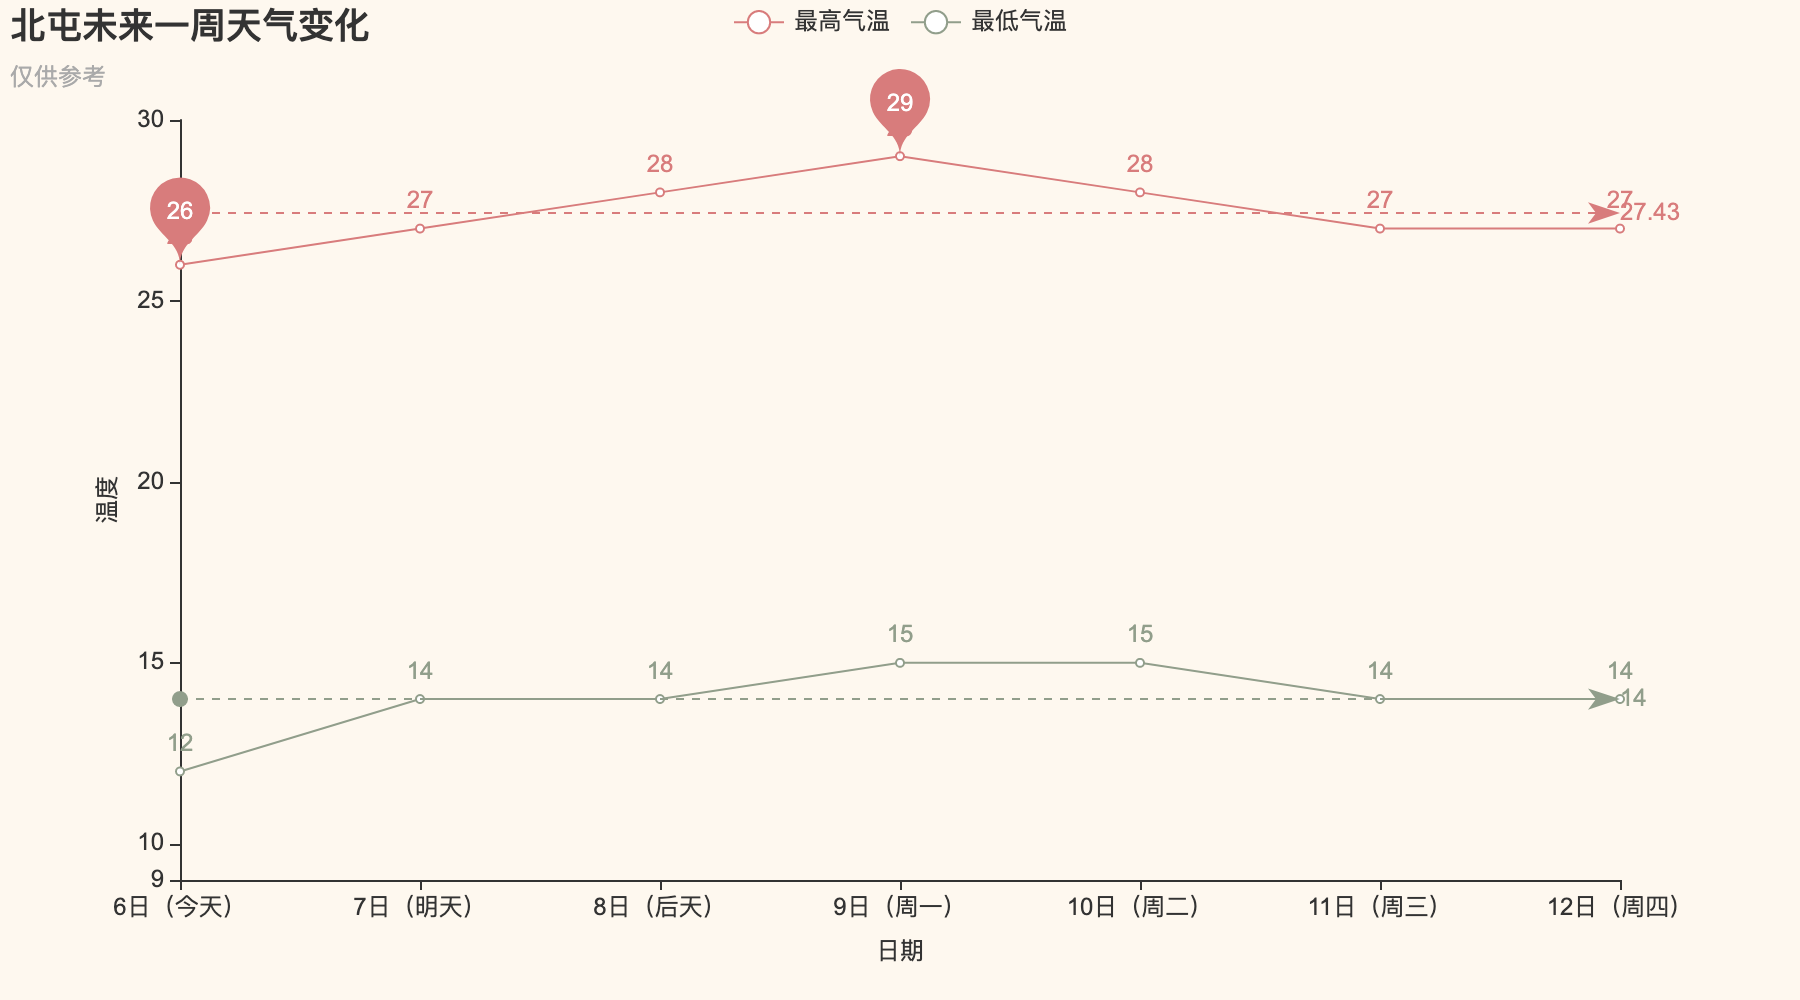 北屯未来一周天气变化
仅供参考
最高气温
最低气温
30
25
20
15
10
9
温度
26
27
28
29
28
27
27
27.43
12
14
14
15
15
14
14
14
6日（今天）
7日（明天）
8日（后天）
9日（周一）
10日（周二）
11日（周三）
12日（周四）
日期